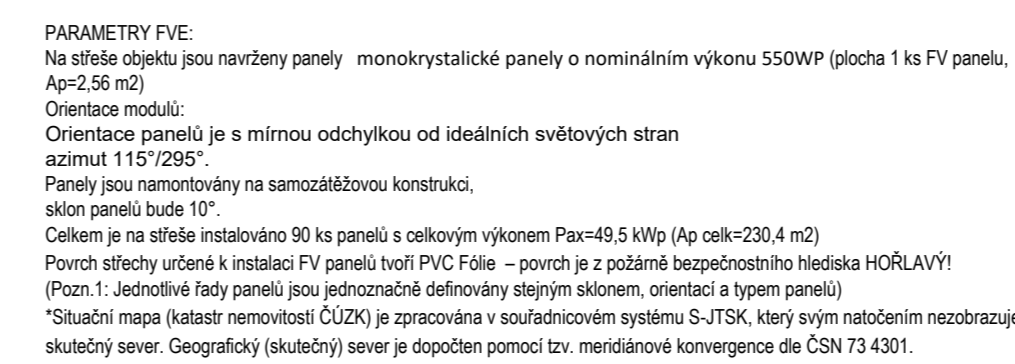 PARAMETRY FVE:
Na střeše objektu jsou navrženy panely monokrystalické panely o nominálním výkonu 550WP (plocha 1 ks FV panelu,
Ap=2,56 m2)
Orientace modulů:
Orientace panelů je s mírnou odchylkou od ideálních světových stran
azimut 115°/295°.
Panely jsou namontovány na samozátěžovou konstrukci,
sklon panelů bude 10°.
Celkem je na střeše instalováno 90 ks panelů s celkovým výkonem Pax=49,5 kWp (Ap celk=230,4 m2)
Povrch střechy určené k instalaci FV panelů tvoří PVC Fólie – povrch je z požárně bezpečnostního hlediska HOŘLAVÝ!
(Pozn.1: Jednotlivé řady panelů jsou jednoznačně definovány stejným sklonem, orientací a typem panelů)
*Situační mapa (katastr nemovitostí ČÚZK) je zpracována v souřadnicovém systému S-JTSK, který svým natočením nezobrazuje
skutečný sever. Geografický (skutečný) sever je dopočten pomocí tzv. meridiánové konvergence dle ČSN 73 4301.